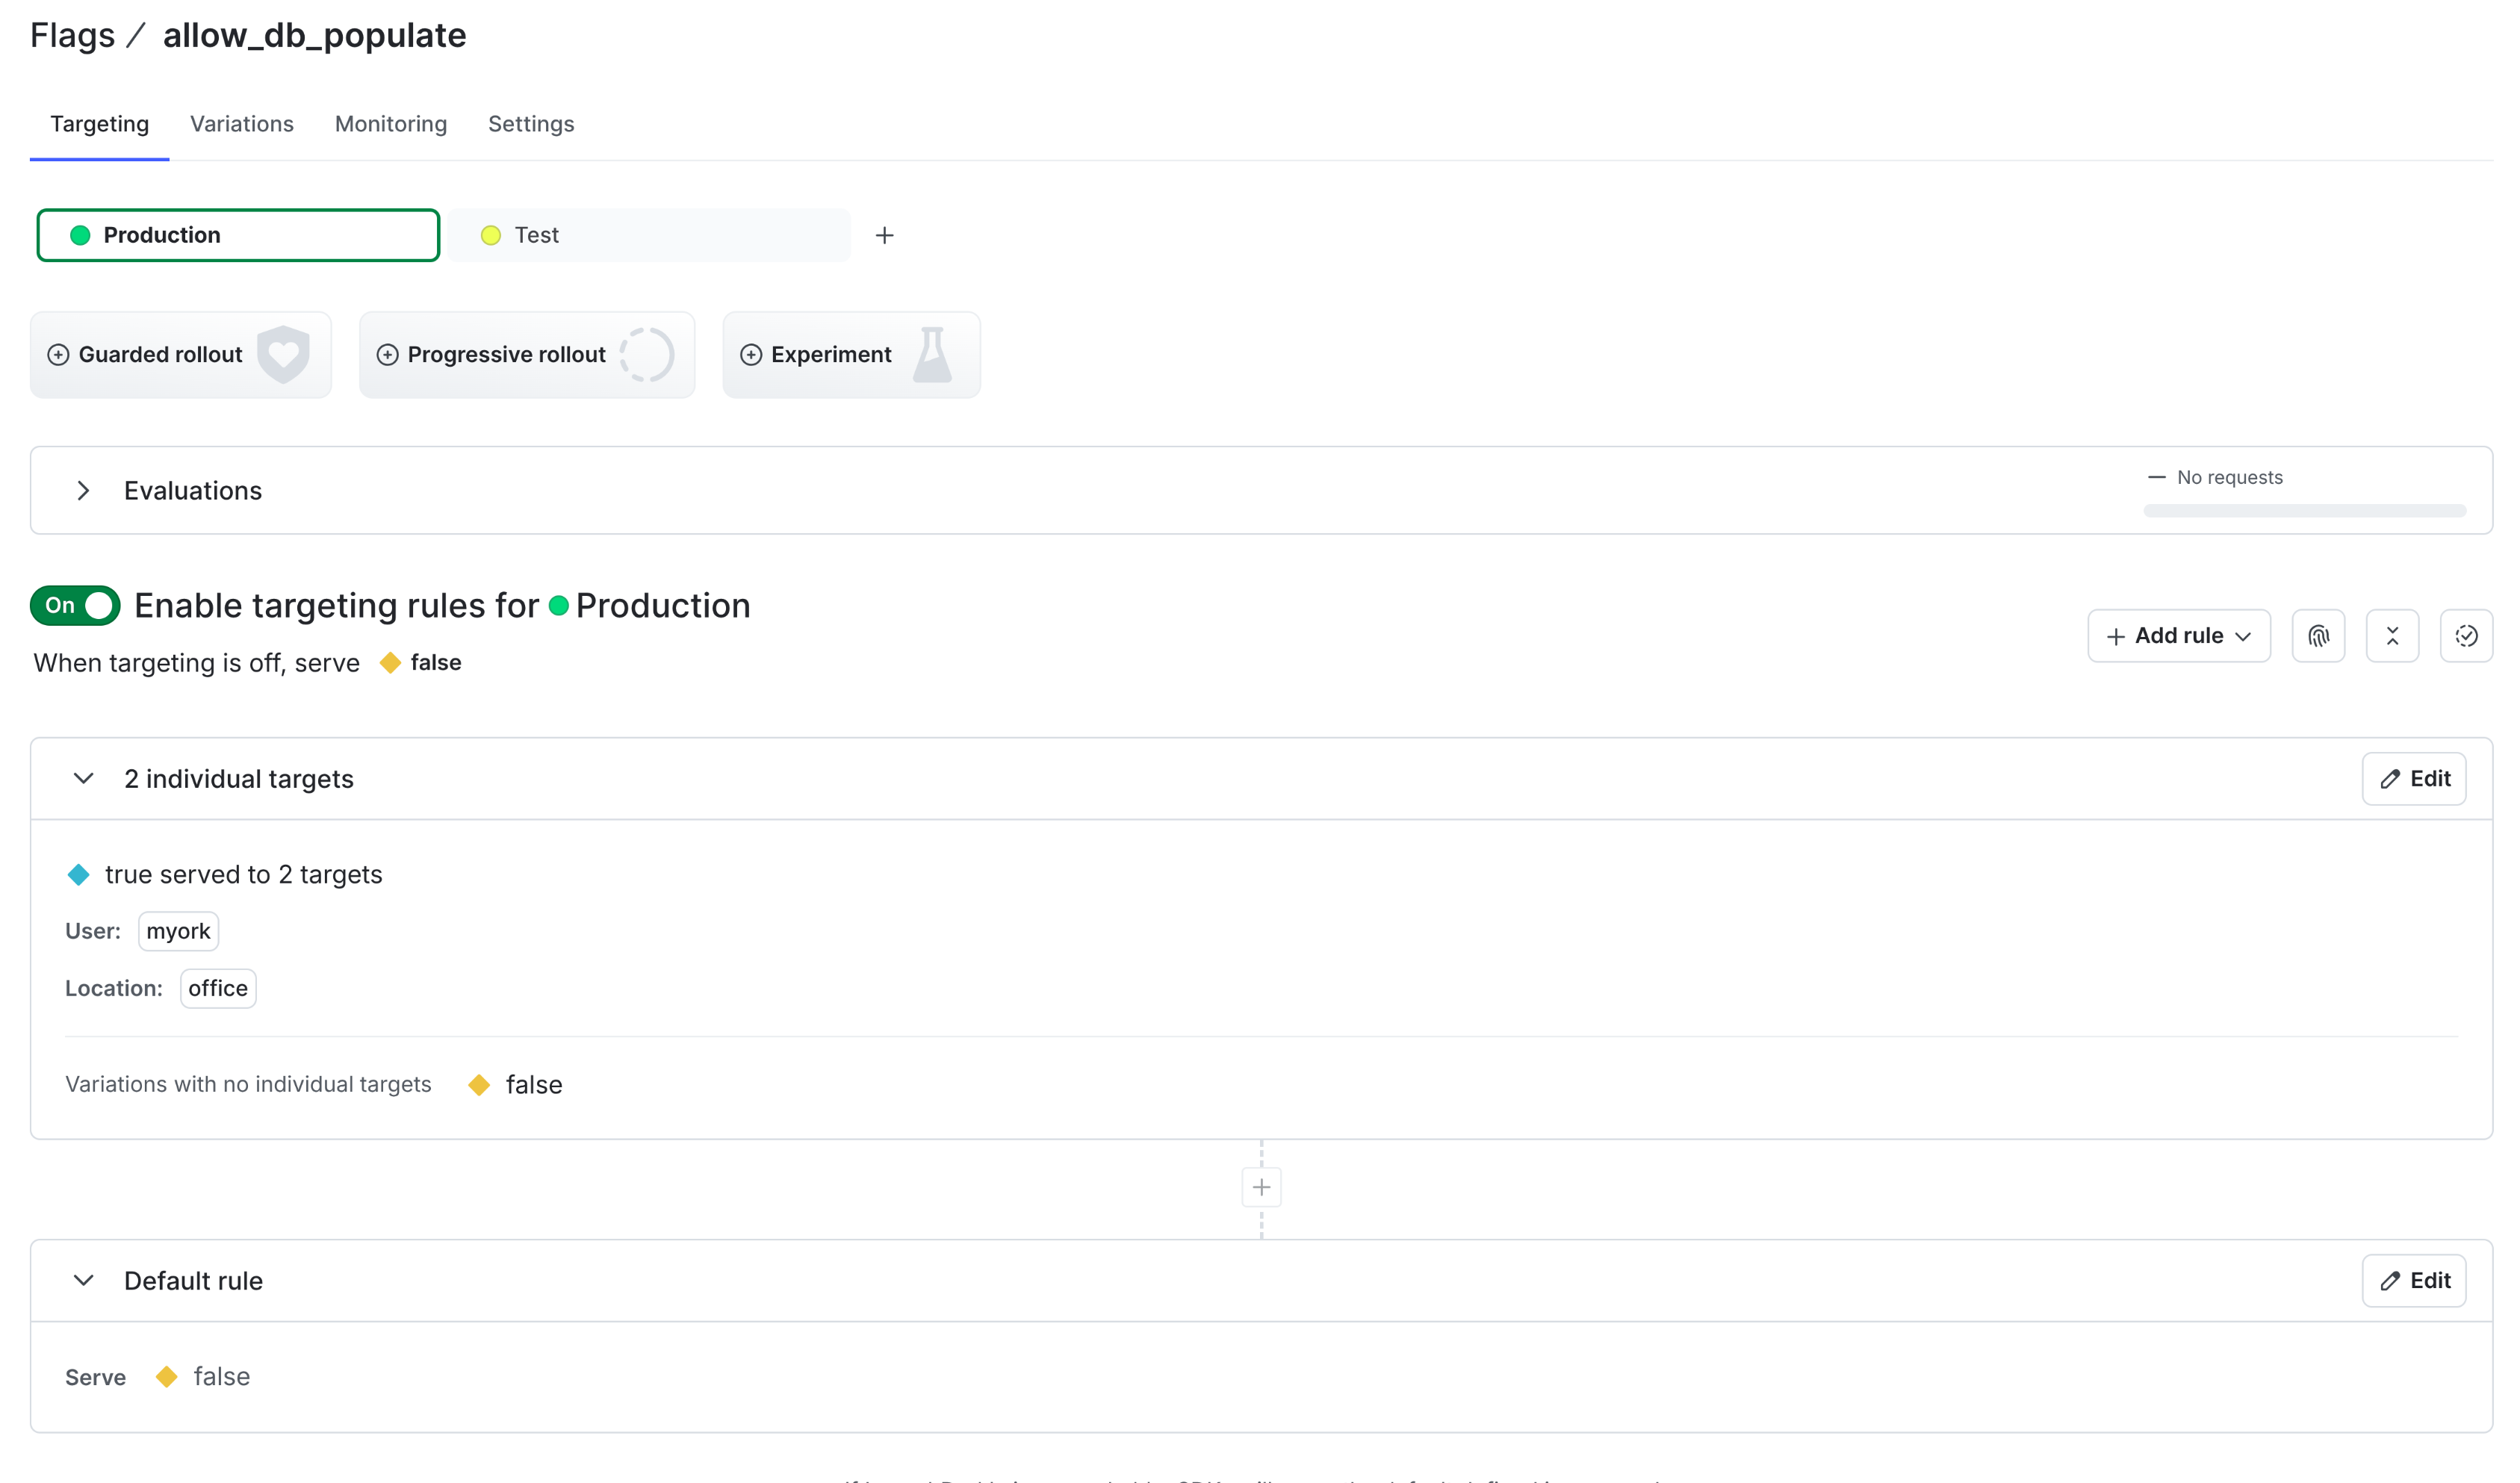 Flags / allow_db_populate
Targeting Variations Monitoring Settings
Production Test
Guarded rollout Progressive rollout Experiment
No requests
Evaluations
On Enable targeting rules for Production
Add rule
When targeting is off, serve false
2 individual targets Edit
true served to 2 targets
User: myork
Location: office
Variations with no individual targets false
Default rule Edit
Serve false